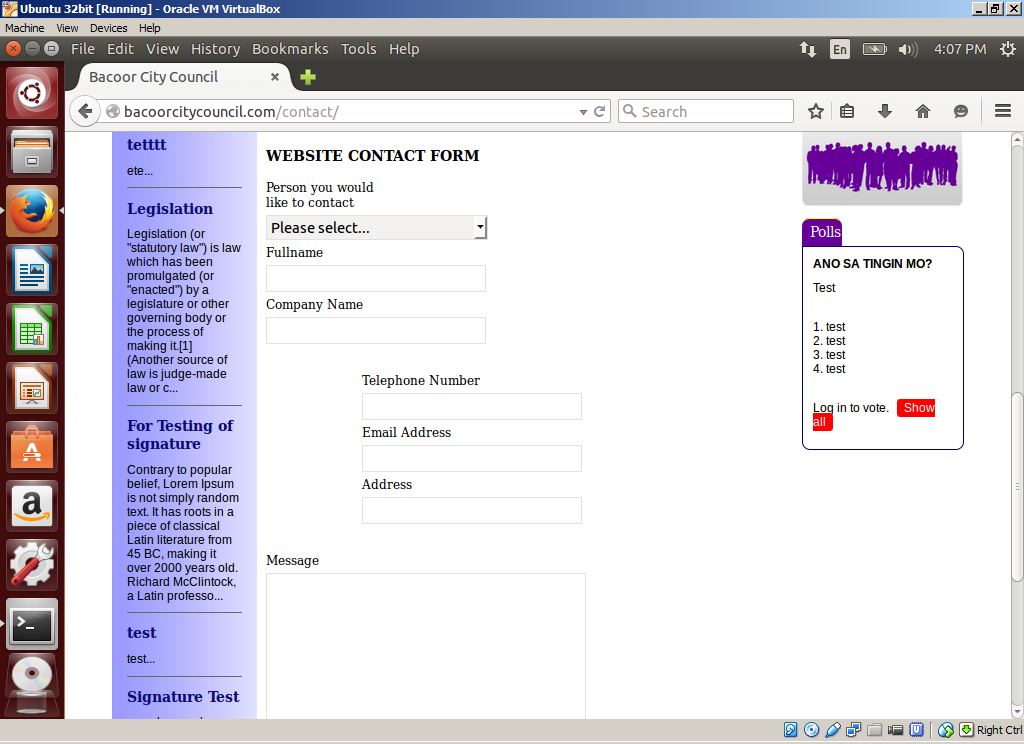 Ubuntu 32bit [Running] - Oracle VM VirtualBox
Machine View Devices Help
File Edit View History Bookmarks Tools Help
En
4:07 PM
Bacoor City Council
bacoorcitycouncil.com/contact/
Search
tetttt
ete...
Legislation
Legislation (or
"statutory law") is law
which has been
promulgated (or
"enacted") by a
legislature or other
governing body or
the process of
making it.[1]
(Another source of
law is judge-made
law or c...
For Testing of
signature
Contrary to popular
belief, Lorem Ipsum
is not simply random
text. It has roots in a
piece of classical
Latin literature from
45 BC, making it
over 2000 years old.
Richard McClintock,
a Latin professo...
test
test...
Signature Test
WEBSITE CONTACT FORM
Person you would
like to contact
Please select...
Fullname
Company Name
Telephone Number
Email Address
Address
Message
Polls
ANO SA TINGIN MO?
Test
1. test
2. test
3. test
4. test
Log in to vote. Show
all
Right Ctrl